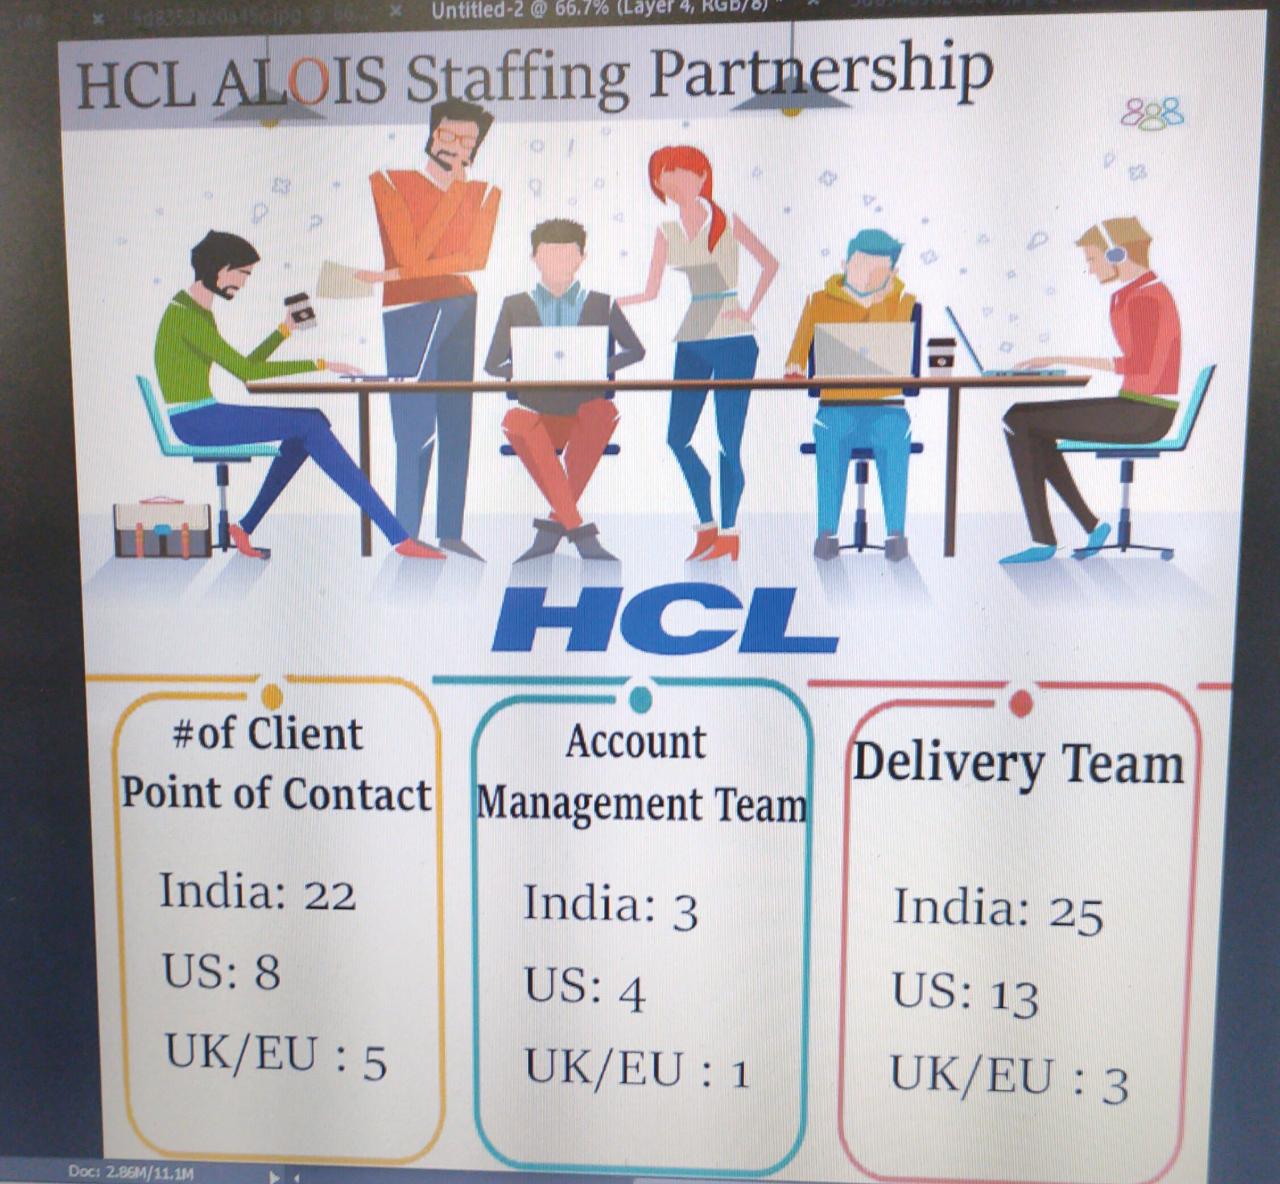 Untitled-2 @ 66.7% (Layer 4, RGB/8) *
HCL ALOIS Staffing Partnership
HCL
#of Client
Point of Contact
India: 22
US: 8
UK/EU : 5
Account
Management Team
India: 3
US: 4
UK/EU : 1
Delivery Team
India: 25
US: 13
UK/EU : 3
Doc: 2.86M/11.1M